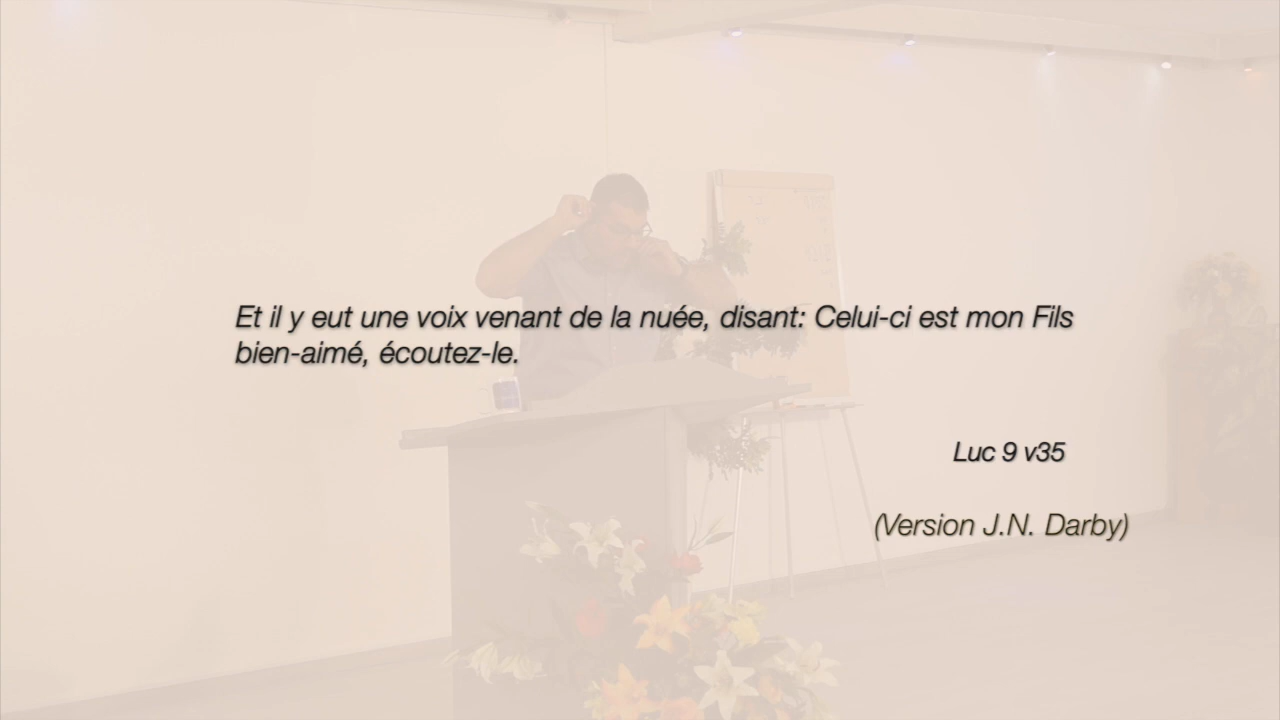 Et il y eut une voix venant de la nuée, disant: Celui-ci est mon Fils
bien-aimé, écoutez-le.
Luc 9 v35
(Version J.N. Darby)